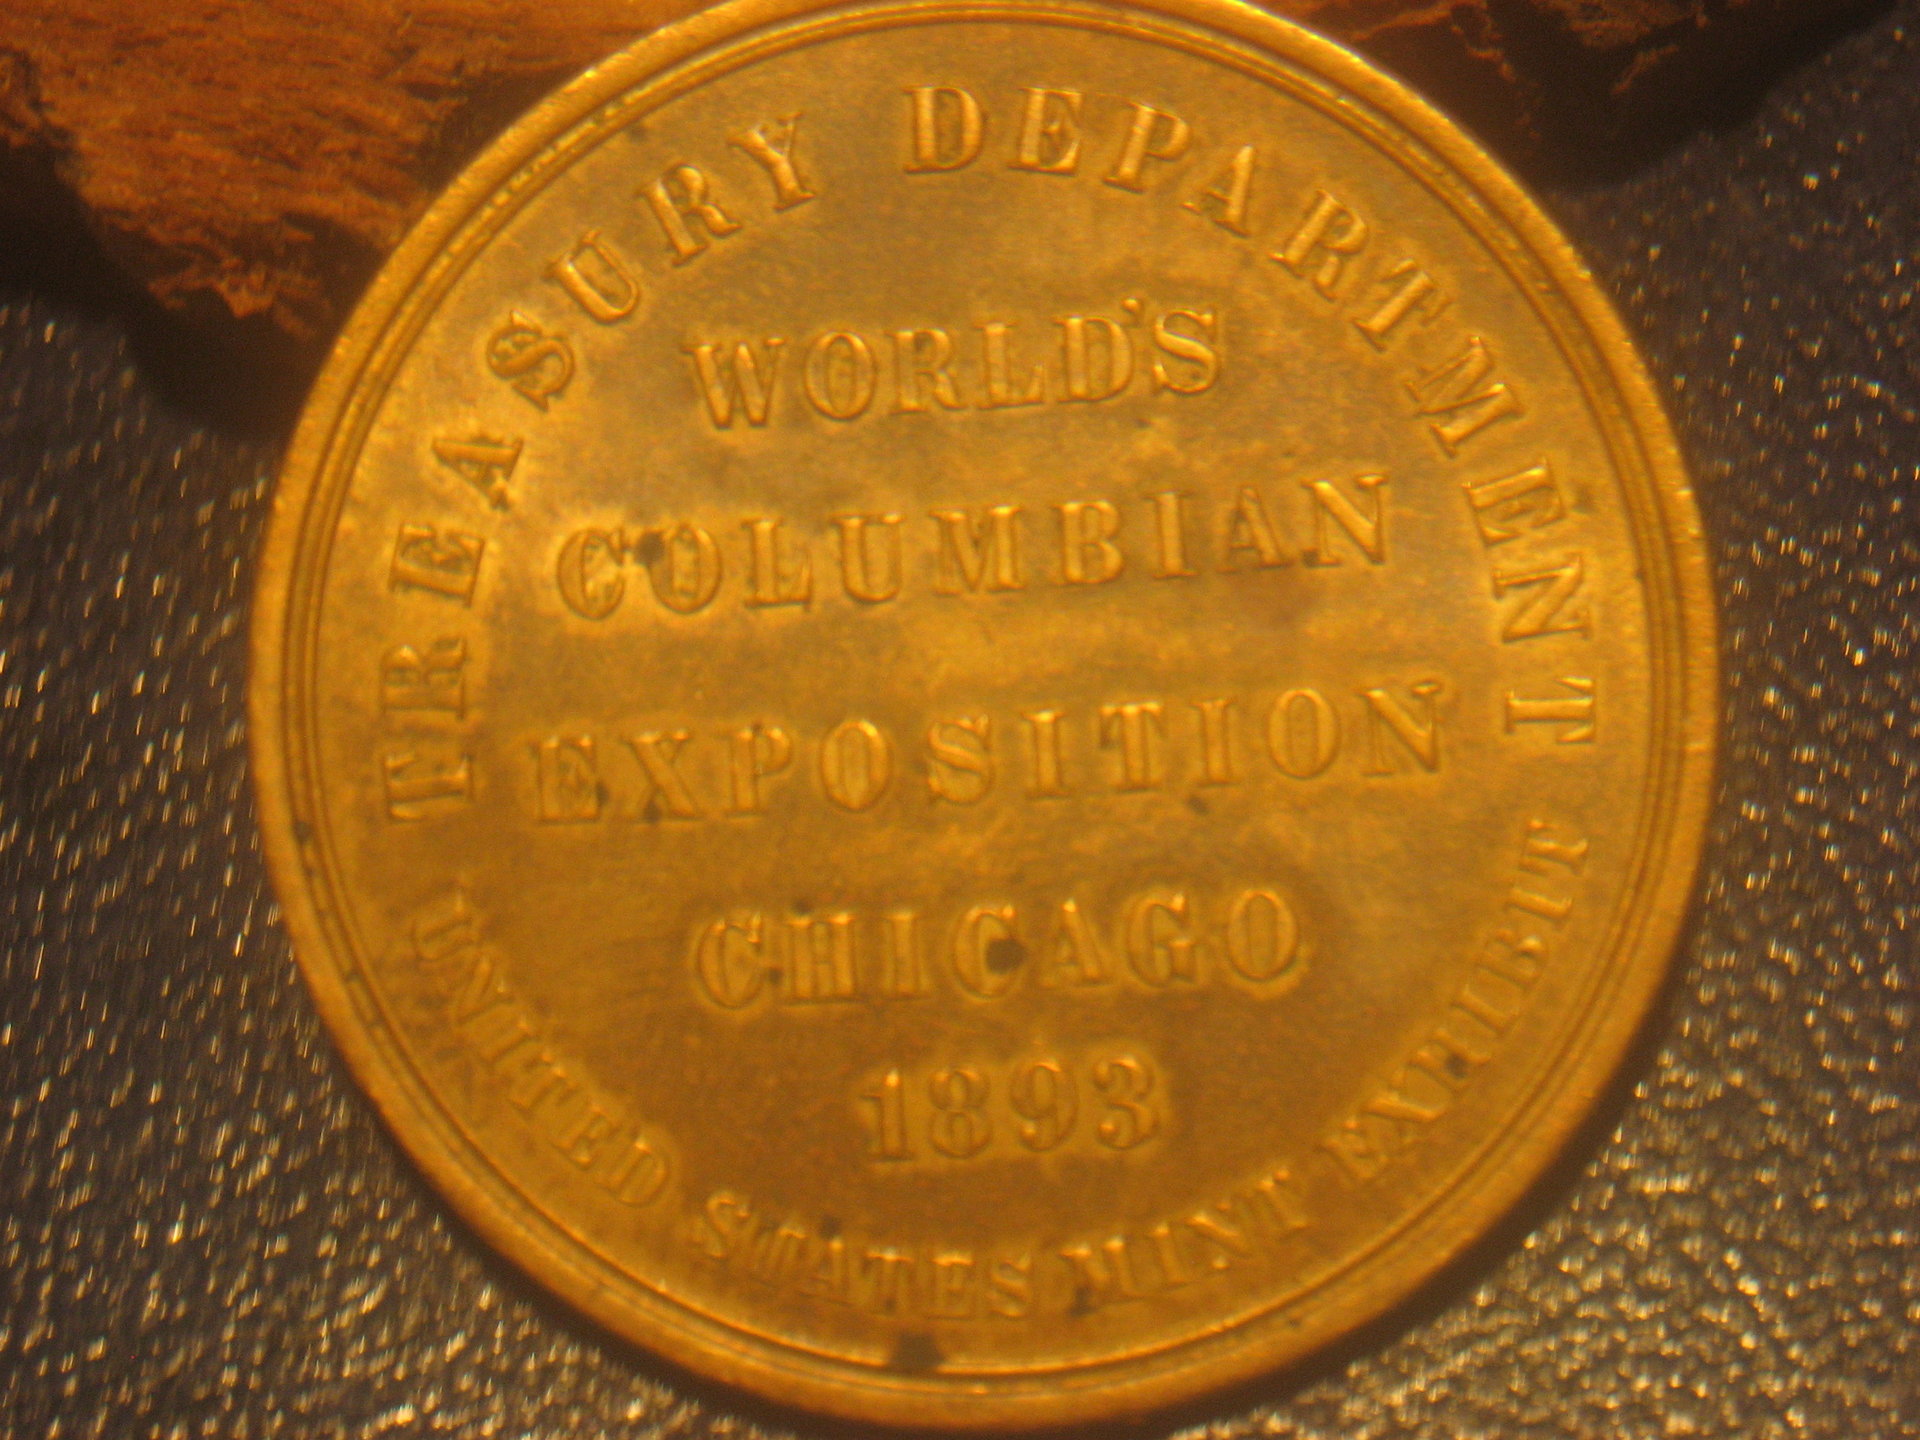 TREASURY DEPARTMENT
WORLD'S
COLUMBIAN
EXPOSITION
CHICAGO
1893
UNITED STATES MINT EXHIBIT